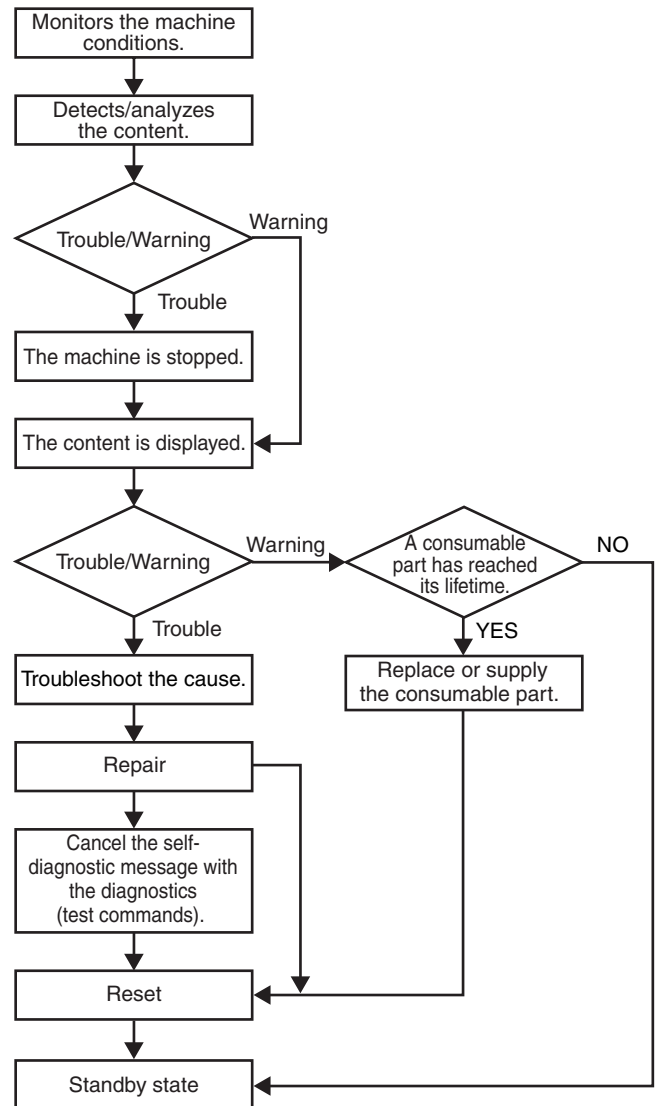 Monitors the machine
conditions.
Detects/analyzes
the content.
Trouble/Warning
Warning
Trouble
The machine is stopped.
The content is displayed.
Trouble/Warning
Warning
A consumable
part has reached
its lifetime.
NO
Trouble
YES
Troubleshoot the cause.
Replace or supply
the consumable part.
Repair
Cancel the self-
diagnostic message with
the diagnostics
(test commands).
Reset
Standby state